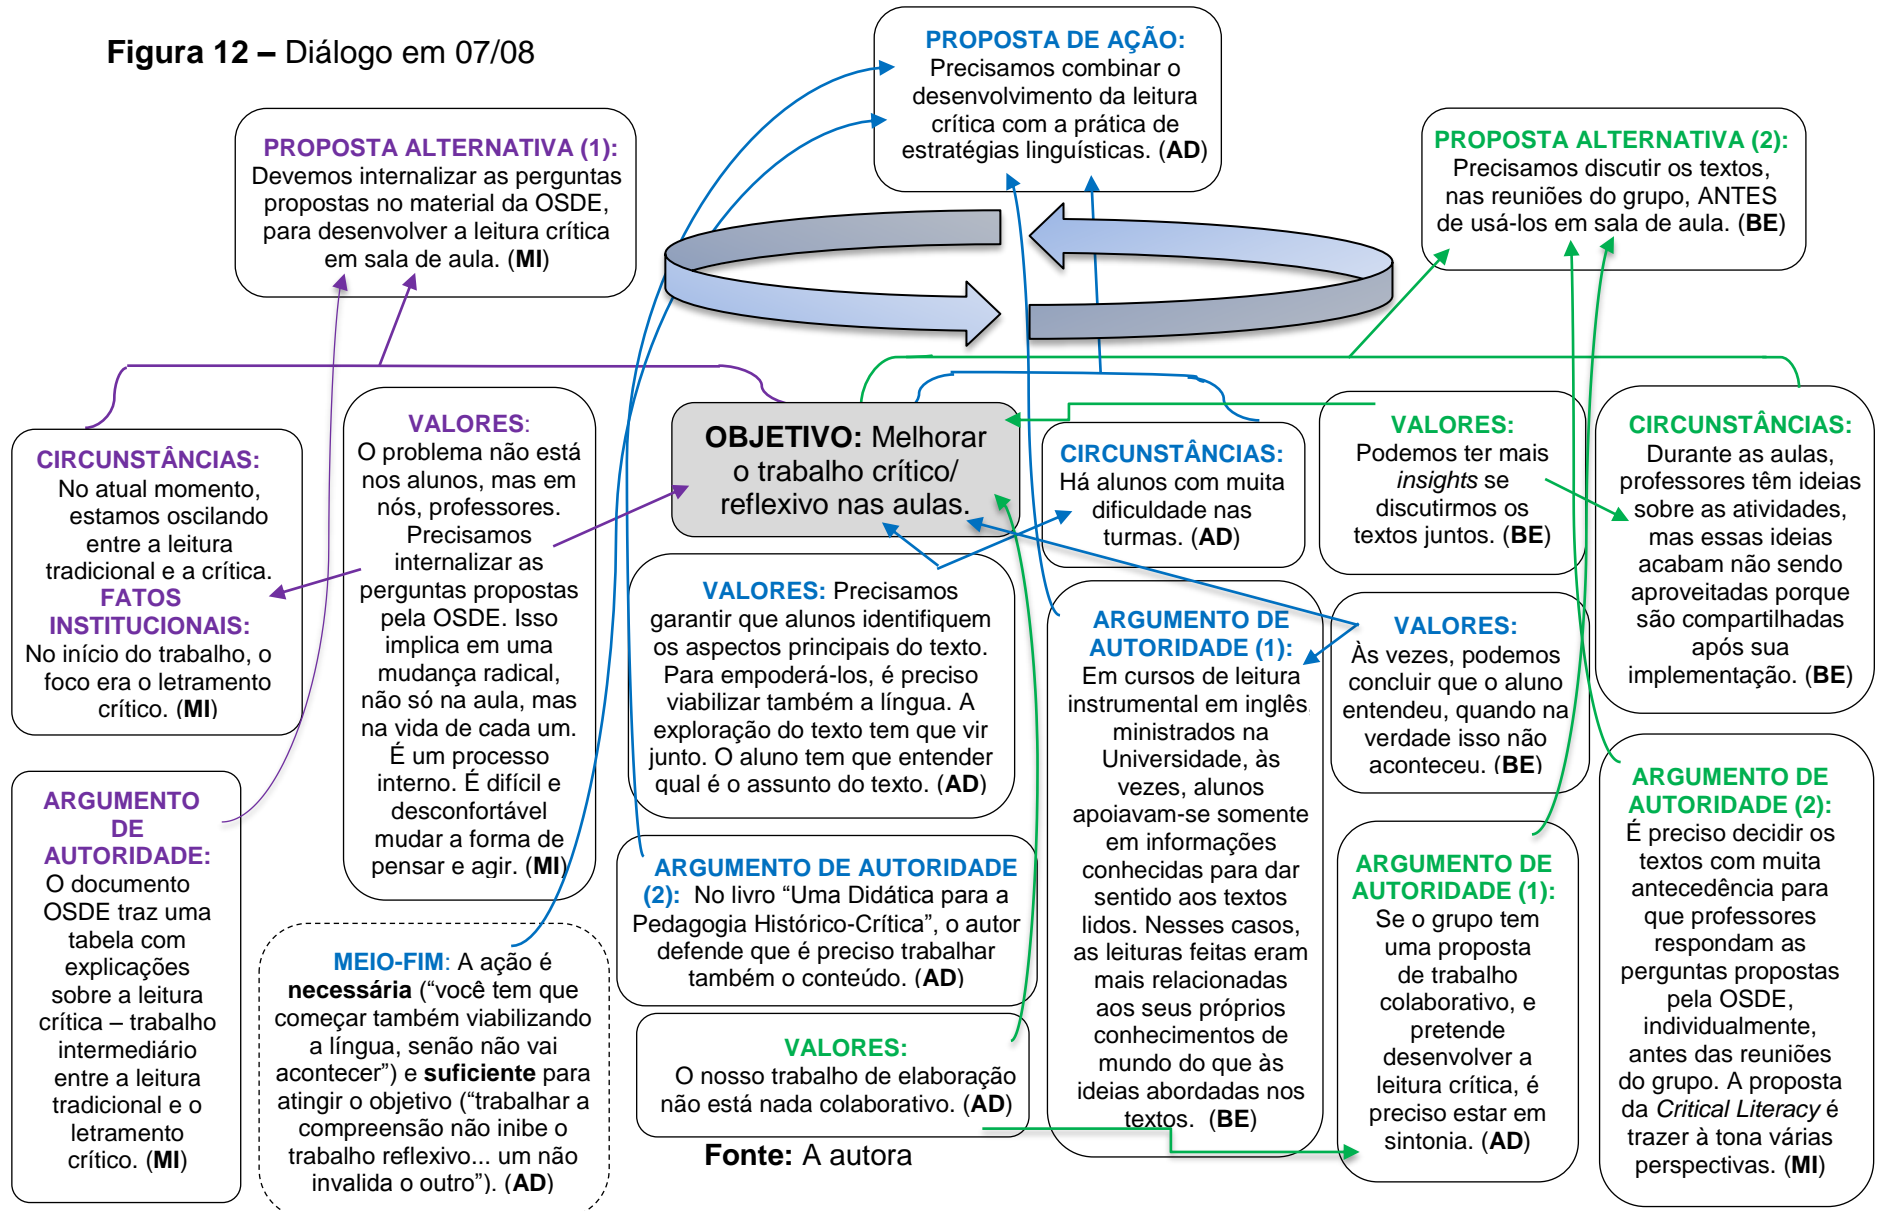 Figura 12 – Diálogo em 07/08
PROPOSTA DE AÇÃO:
Precisamos combinar o
desenvolvimento da leitura
crítica com a prática de
estratégias linguísticas. (AD)
PROPOSTA ALTERNATIVA (1):
Devemos internalizar as perguntas
propostas no material da OSDE,
para desenvolver a leitura crítica
em sala de aula. (MI)
PROPOSTA ALTERNATIVA (2):
Precisamos discutir os textos,
nas reuniões do grupo, ANTES
de usá-los em sala de aula. (BE)
CIRCUNSTÂNCIAS:
No atual momento,
estamos oscilando
entre a leitura
tradicional e a crítica.
FATOS
INSTITUCIONAIS:
No início do trabalho, o
foco era o letramento
crítico. (MI)
VALORES:
O problema não está
nos alunos, mas em
nós, professores.
Precisamos
internalizar as
perguntas propostas
pela OSDE. Isso
implica em uma
mudança radical,
não só na aula, mas
na vida de cada um.
É um processo
interno. É difícil e
desconfortável
mudar a forma de
pensar e agir. (MI)
OBJETIVO: Melhorar
o trabalho crítico/
reflexivo nas aulas.
CIRCUNSTÂNCIAS:
Há alunos com muita
dificuldade nas
turmas. (AD)
VALORES:
Podemos ter mais
insights se
discutirmos os
textos juntos. (BE)
CIRCUNSTÂNCIAS:
Durante as aulas,
professores têm ideias
sobre as atividades,
mas essas ideias
acabam não sendo
aproveitadas porque
são compartilhadas
após sua
implementação. (BE)
VALORES: Precisamos
garantir que alunos identifiquem
os aspectos principais do texto.
Para empoderá-los, é preciso
viabilizar também a língua. A
exploração do texto tem que vir
junto. O aluno tem que entender
qual é o assunto do texto. (AD)
ARGUMENTO DE
AUTORIDADE (1):
Em cursos de leitura
instrumental em inglês
ministrados na
Universidade, às
vezes, alunos
apoiavam-se somente
em informações
conhecidas para dar
sentido aos textos
lidos. Nesses casos,
as leituras feitas eram
mais relacionadas
aos seus próprios
conhecimentos de
mundo do que às
ideias abordadas nos
textos. (BE)
VALORES:
Às vezes, podemos
concluir que o aluno
entendeu, quando na
verdade isso não
aconteceu. (BE)
ARGUMENTO
DE
AUTORIDADE:
O documento
OSDE traz uma
tabela com
explicações
sobre a leitura
crítica – trabalho
intermediário
entre a leitura
tradicional e o
letramento
crítico. (MI)
MEIO-FIM: A ação é
necessária (“você tem que
começar também viabilizando
a língua, senão não vai
acontecer”) e suficiente para
atingir o objetivo (“trabalhar a
compreensão não inibe o
trabalho reflexivo... um não
invalida o outro”). (AD)
ARGUMENTO DE AUTORIDADE
(2): No livro “Uma Didática para a
Pedagogia Histórico-Crítica”, o autor
defende que é preciso trabalhar
também o conteúdo. (AD)
VALORES:
O nosso trabalho de elaboração
não está nada colaborativo. (AD)
ARGUMENTO DE
AUTORIDADE (1):
Se o grupo tem
uma proposta
de trabalho
colaborativo, e
pretende
desenvolver a
leitura crítica, é
preciso estar em
sintonia. (AD)
ARGUMENTO DE
AUTORIDADE (2):
É preciso decidir os
textos com muita
antecedência para
que professores
respondam as
perguntas propostas
pela OSDE,
individualmente,
antes das reuniões
do grupo. A proposta
da Critical Literacy é
trazer à tona várias
perspectivas. (MI)
Fonte: A autora